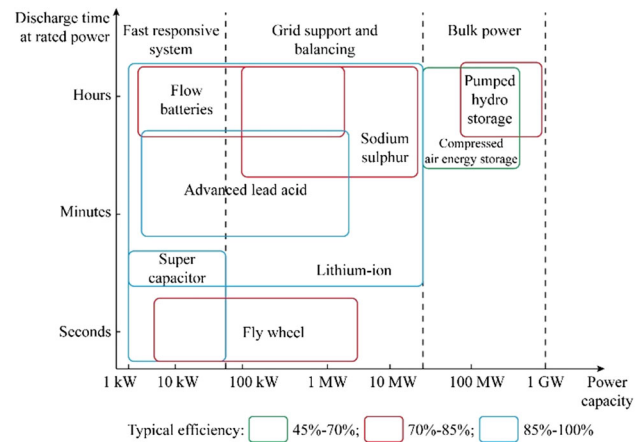 Discharge time
at rated power
Fast responsive
system
Grid support and
balancing
Bulk power
Hours
Flow
batteries
Pumped
hydro
storage
Sodium
sulphur
Compressed
air energy storage
Advanced lead acid
Minutes
Super
capacitor
Lithium-ion
Seconds
Fly wheel
1 kW
10 kW
100 kW
1 MW
10 MW
100 MW
1 GW
Power
capacity
Typical efficiency: 45%-70%; 70%-85%; 85%-100%